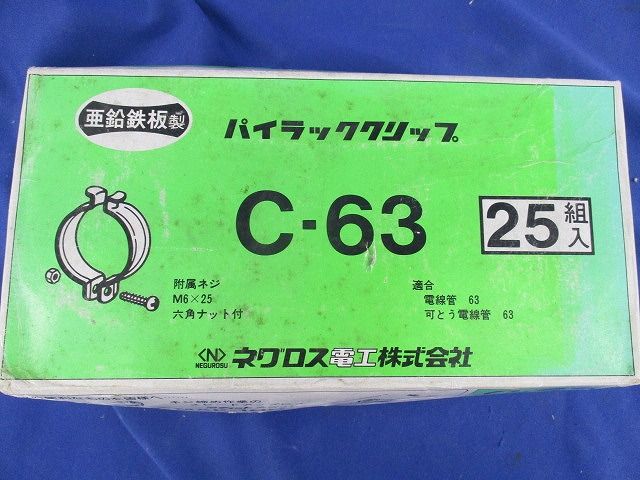 亜鉛鉄板製
パイラッククリップ
C-63
25組入
附属ネジ
M6×25
六角ナット付
適合
電線管 63
可とう電線管 63
<N>
NEGUROSU
ネグロス電工株式会社